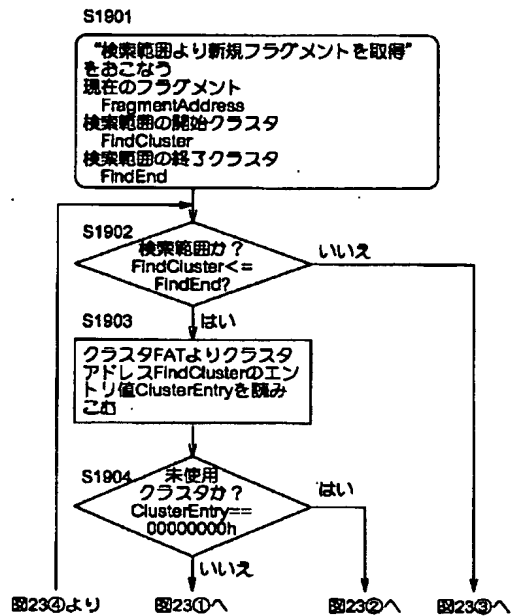 S1901
"検索範囲より新規フラグメントを取得"
をおこなう
現在のフラグメント
FragmentAddress
検索範囲の開始クラスタ
FindCluster
検索範囲の終了クラスタ
FindEnd
S1902
検索範囲か？
FindCluster<=
FindEnd?
いいえ
はい
S1903
クラスタFATよりクラスタ
アドレスFindClusterのエン
トリ値ClusterEntryを読み
こむ
S1904
未使用
クラスタか？
ClusterEntry==
00000000h
はい
いいえ
図23④より
図23①へ
図23②へ
図23③へ